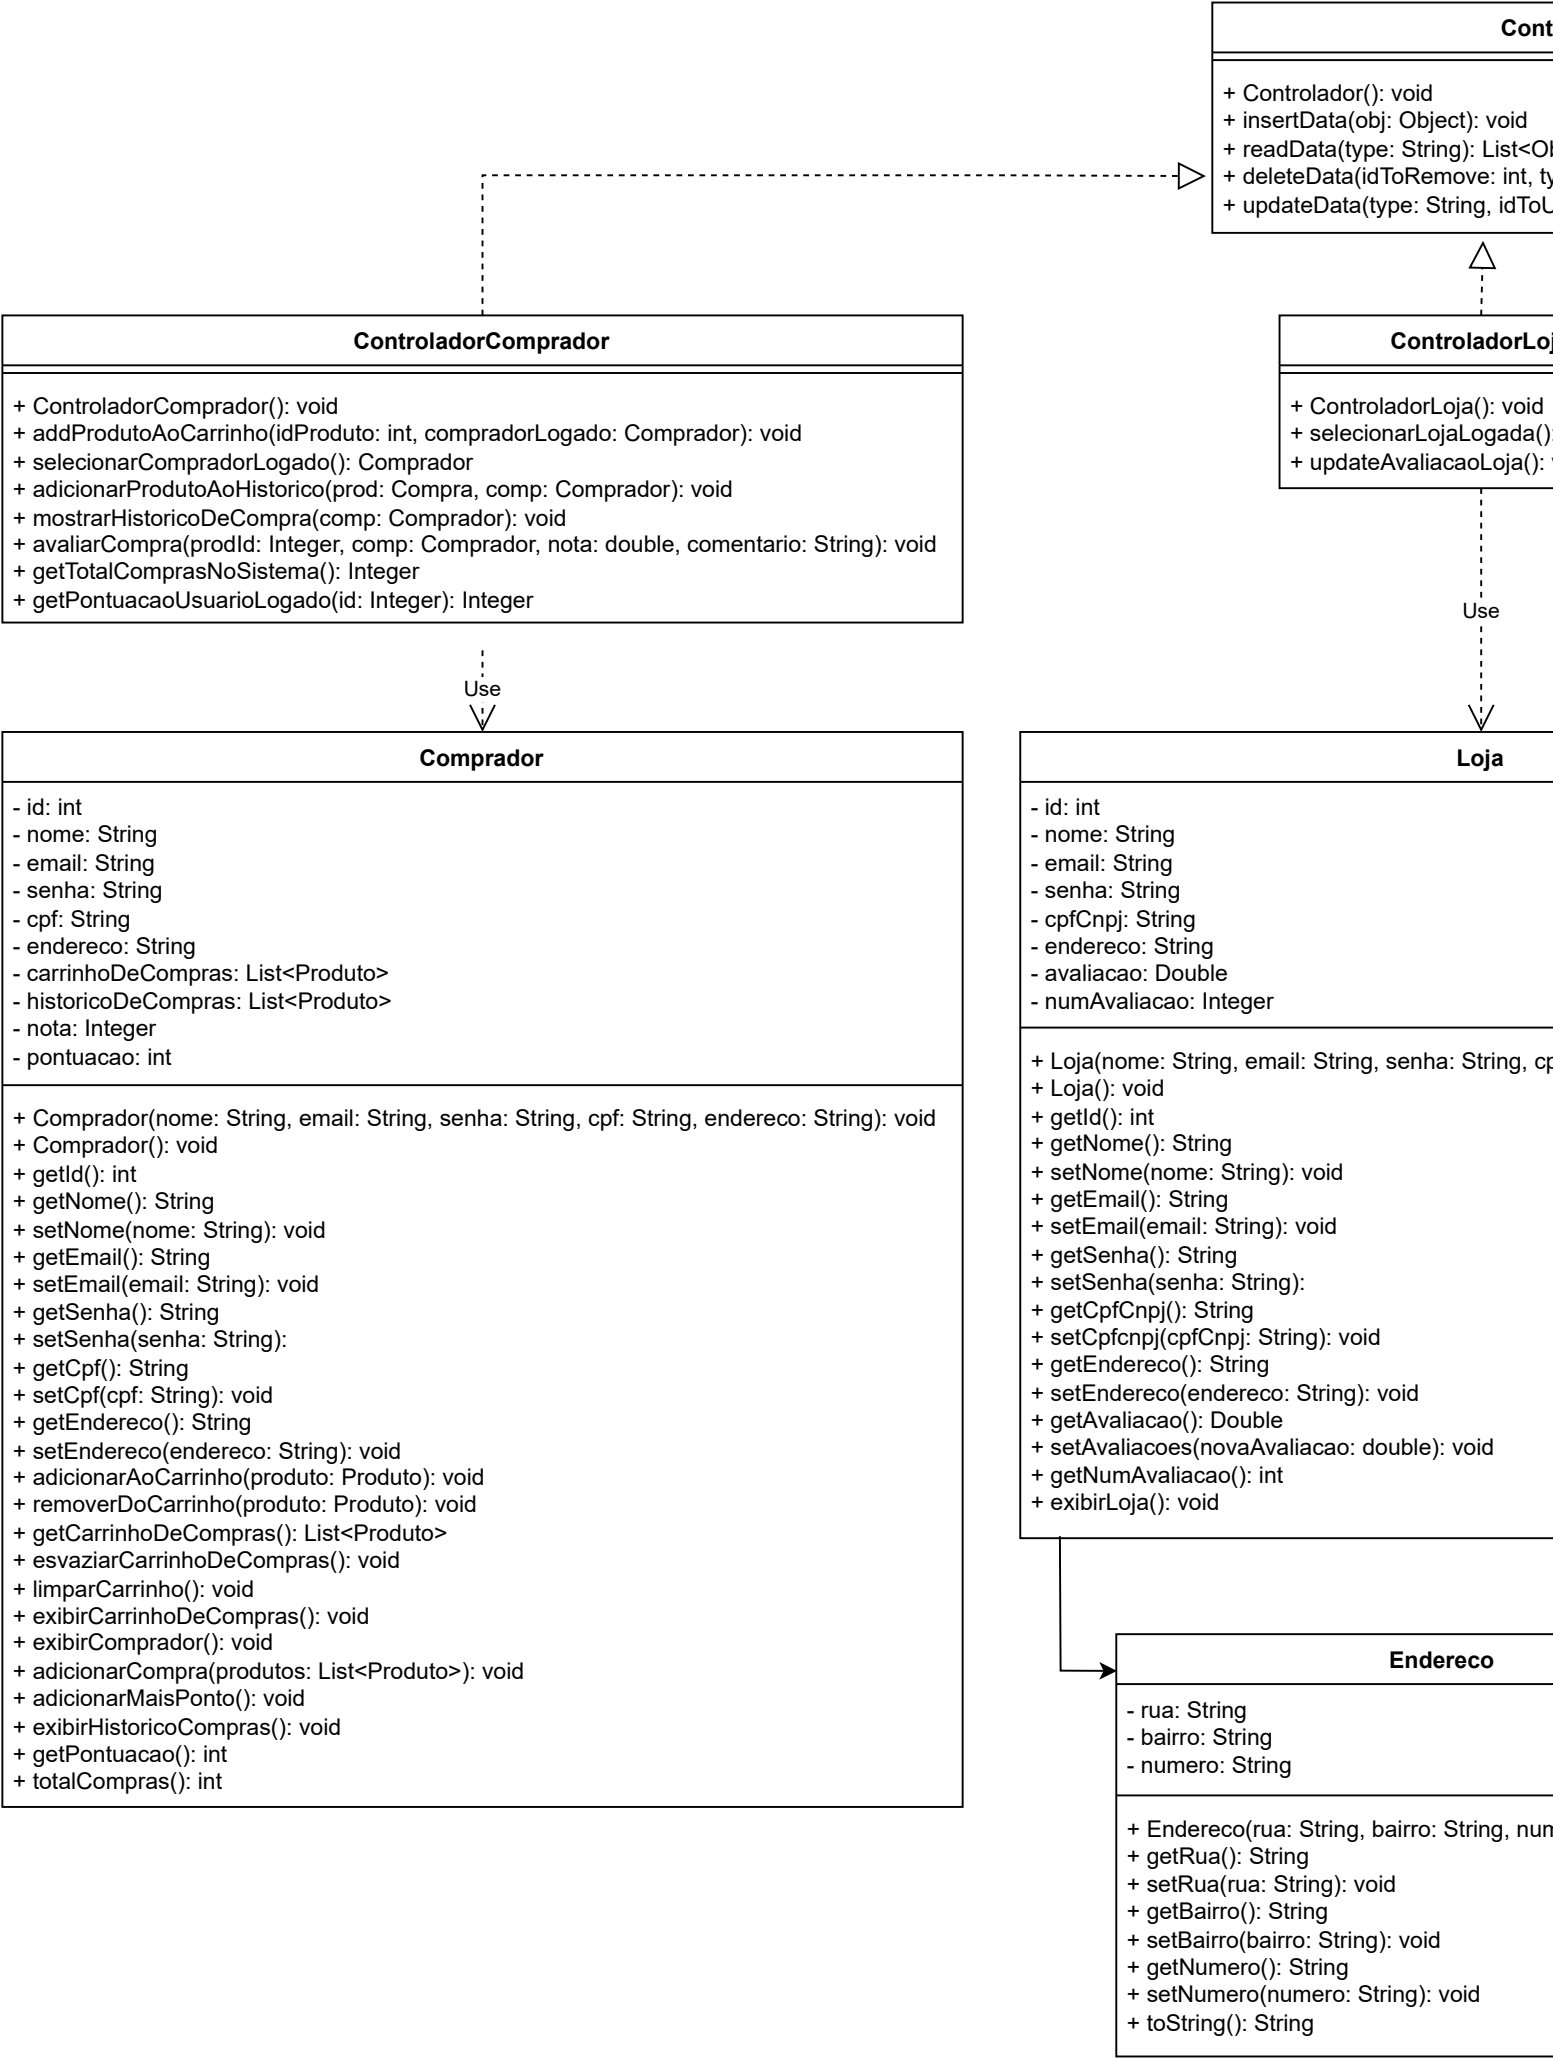 + Controlador(): void
+ insertData(obj: Object): void
+ readData(type: String):
+ deleteData(idToRemove: int,
+ updateData(type: String,
ControladorComprador
+ ControladorComprador(): void
+ addProdutoAoCarrinho(idProduto: int, compradorLogado: Comprador): void
+ selecionarCompradorLogado(): Comprador
+ adicionarProdutoAoHistorico(prod: Compra, comp: Comprador): void
+ mostrarHistoricoDeCompra(comp: Comprador): void
+ avaliarCompra(prodId: Integer, comp: Comprador, nota: double, comentario: String): void
+ getTotalComprasNoSistema(): Integer
+ getPontuacaoUsuarioLogado(id: Integer): Integer
+ ControladorLoja(): void
+ selecionarLojaLogada():
+ updateAvaliacaoLoja():
Use
Use
Comprador
- id: int
- nome: String
- email: String
- senha: String
- cpf: String
- endereco: String
- carrinhoDeCompras: List<Produto>
- historicoDeCompras: List<Produto>
- nota: Integer
- pontuacao: int
+ Comprador(nome: String, email: String, senha: String, cpf: String, endereco: String): void
+ Comprador(): void
+ getId(): int
+ getNome(): String
+ setNome(nome: String): void
+ getEmail(): String
+ setEmail(email: String): void
+ getSenha(): String
+ setSenha(senha: String):
+ getCpf(): String
+ setCpf(cpf: String): void
+ getEndereco(): String
+ setEndereco(endereco: String): void
+ adicionarAoCarrinho(produto: Produto): void
+ removerDoCarrinho(produto: Produto): void
+ getCarrinhoDeCompras(): List<Produto>
+ esvaziarCarrinhoDeCompras(): void
+ limparCarrinho(): void
+ exibirCarrinhoDeCompras(): void
+ exibirComprador(): void
+ adicionarCompra(produtos: List<Produto>): void
+ adicionarMaisPonto(): void
+ exibirHistoricoCompras(): void
+ getPontuacao(): int
+ totalCompras(): int
Loja
- id: int
- nome: String
- email: String
- senha: String
- cpfCnpj: String
- endereco: String
- avaliacao: Double
- numAvaliacao: Integer
+ Loja(nome: String, email: String, senha: String,
+ Loja(): void
+ getId(): int
+ getNome(): String
+ setNome(nome: String): void
+ getEmail(): String
+ setEmail(email: String): void
+ getSenha(): String
+ setSenha(senha: String):
+ getCpfCnpj(): String
+ setCpfcnpj(cpfCnpj: String): void
+ getEndereco(): String
+ setEndereco(endereco: String): void
+ getAvaliacao(): Double
+ setAvaliacoes(novaAvaliacao: double): void
+ getNumAvaliacao(): int
+ exibirLoja(): void
Endereco
- rua: String
- bairro: String
- numero: String
+ Endereco(rua: String, bairro: String,
+ getRua(): String
+ setRua(rua: String): void
+ getBairro(): String
+ setBairro(bairro: String): void
+ getNumero(): String
+ setNumero(numero: String): void
+ toString(): String